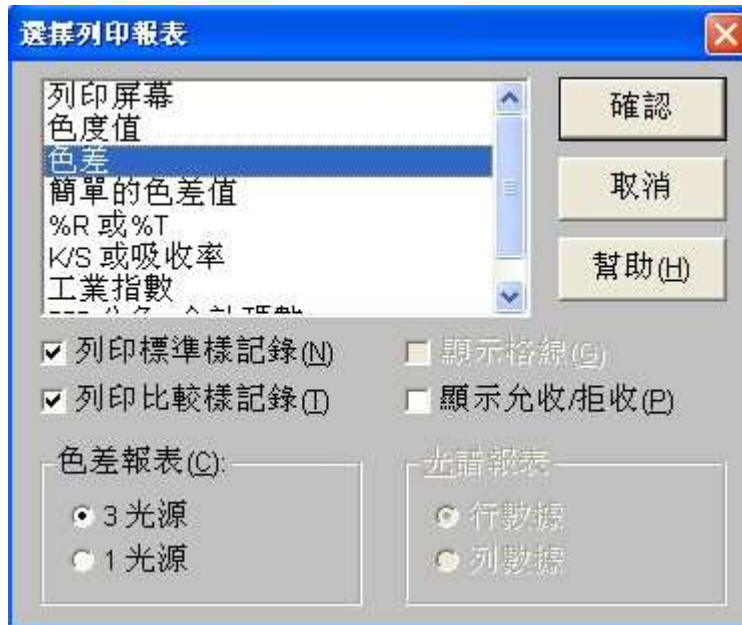 選擇列印報表
列印屏幕
色度值
色差
簡單的色差值
%R 或 %T
K/S 或吸收率
工業指數
確認
取消
幫助(H)
列印標準樣記錄(N)
顯示格線(G)
列印比較樣記錄(T)
顯示允收/拒收(P)
色差報表(C):
3 光源
1 光源
光譜報表
行數據
列數據